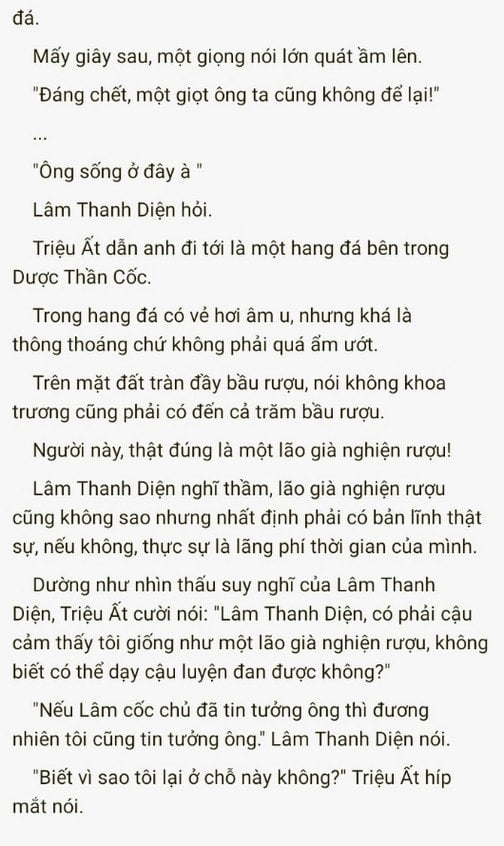 đá.
Mấy giây sau, một giọng nói lớn quát ầm lên.
"Đáng chết, một giọt ông ta cũng không để lại!"
...
"Ông sống ở đây à "
Lâm Thanh Diện hỏi.
Triệu Ất dẫn anh đi tới là một hang đá bên trong
Dược Thần Cốc.
Trong hang đá có vẻ hơi âm u, nhưng khá là
thông thoáng chứ không phải quá ẩm ướt.
Trên mặt đất tràn đầy bầu rượu, nói không khoa
trương cũng phải có đến cả trăm bầu rượu.
Người này, thật đúng là một lão già nghiện rượu!
Lâm Thanh Diện nghĩ thầm, lão già nghiện rượu
cũng không sao nhưng nhất định phải có bản lĩnh thật
sự, nếu không, thực sự là lãng phí thời gian của mình.
Dường như nhìn thấu suy nghĩ của Lâm Thanh
Diện, Triệu Ất cười nói: "Lâm Thanh Diện, có phải cậu
cảm thấy tôi giống như một lão già nghiện rượu, không
biết có thể dạy cậu luyện đan được không?"
"Nếu Lâm cốc chủ đã tin tưởng ông thì đương
nhiên tôi cũng tin tưởng ông." Lâm Thanh Diện nói.
"Biết vì sao tôi lại ở chỗ này không?" Triệu Ất híp
mắt nói.